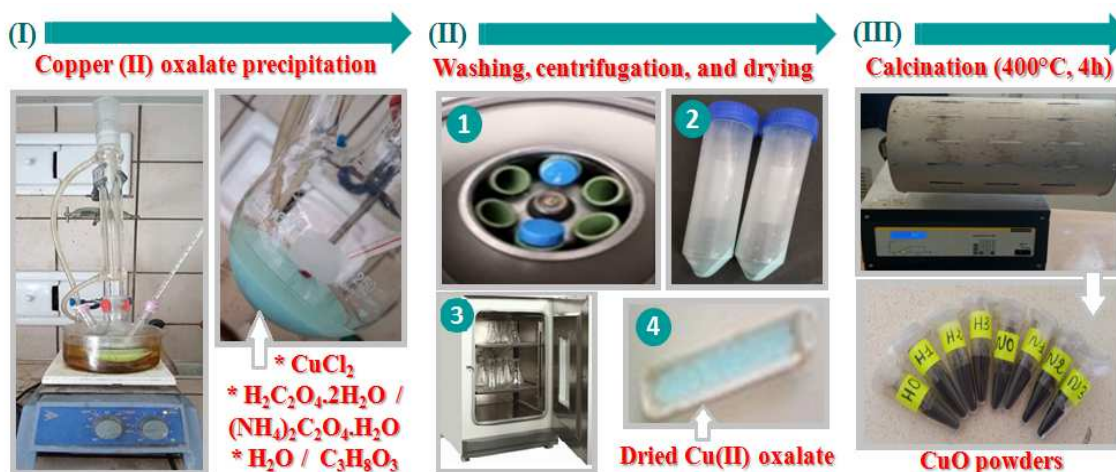 (I)
Copper (II) oxalate precipitation
* CuCl₂
* H₂C₂O₄.2H₂O /
(NH₄)₂C₂O₄.H₂O
* H₂O / C₃H₈O₃
(II)
Washing, centrifugation, and drying
1
2
3
4
Dried Cu(II) oxalate
(III)
Calcination (400°C, 4h)
H0
H1
H2
H3
N0
N2
N3
CuO powders